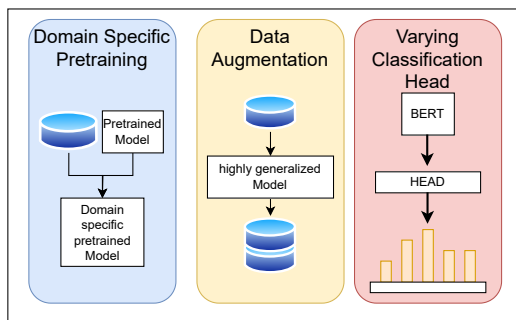 Domain Specific
Pretraining
Pretrained
Model
Domain
specific
pretrained Model
Data
Augmentation
highly generalized
Model
Varying
Classification
Head
BERT
HEAD